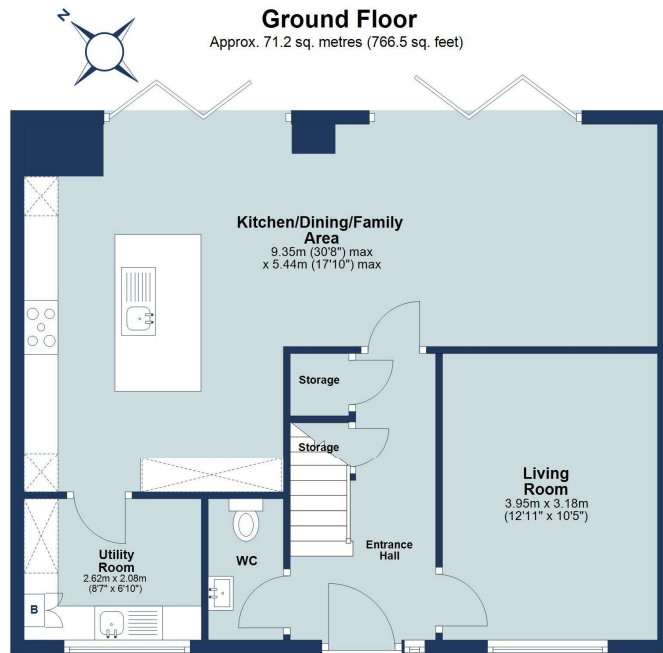 Ground Floor
Approx. 71.2 sq. metres (766.5 sq. feet)
N
Kitchen/Dining/Family
Area
9.35m (30'8") max
x 5.44m (17'10") max
Storage
Storage
Living
Room
3.95m x 3.18m
(12'11" x 10'5")
Entrance
Hall
WC
Utility
Room
2.62m x 2.08m
(8'7" x 6'10")
B